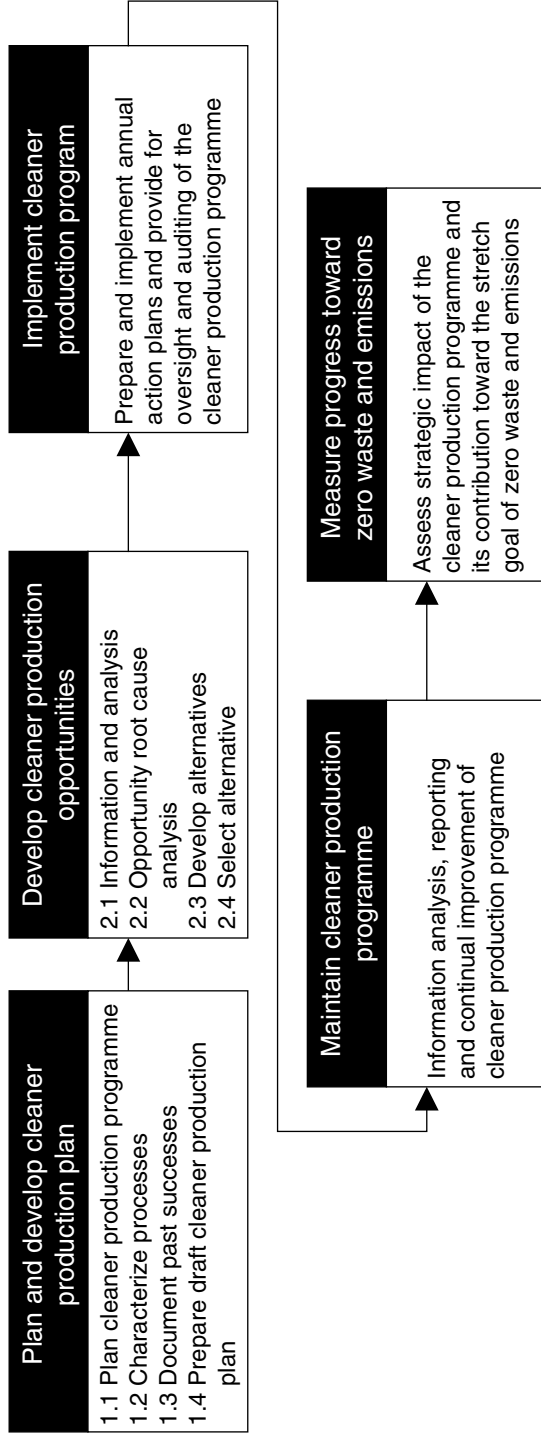 Plan and develop cleaner
production plan
1.1 Plan cleaner production programme
1.2 Characterize processes
1.3 Document past successes
1.4 Prepare draft cleaner production
plan
Develop cleaner production
opportunities
2.1 Information and analysis
2.2 Opportunity root cause
analysis
2.3 Develop alternatives
2.4 Select alternative
Implement cleaner
production program
Prepare and implement annual
action plans and provide for
oversight and auditing of the
cleaner production programme
Maintain cleaner production
programme
Information analysis, reporting
and continual improvement of
cleaner production programme
Measure progress toward
zero waste and emissions
Assess strategic impact of the
cleaner production programme and
its contribution toward the stretch
goal of zero waste and emissions